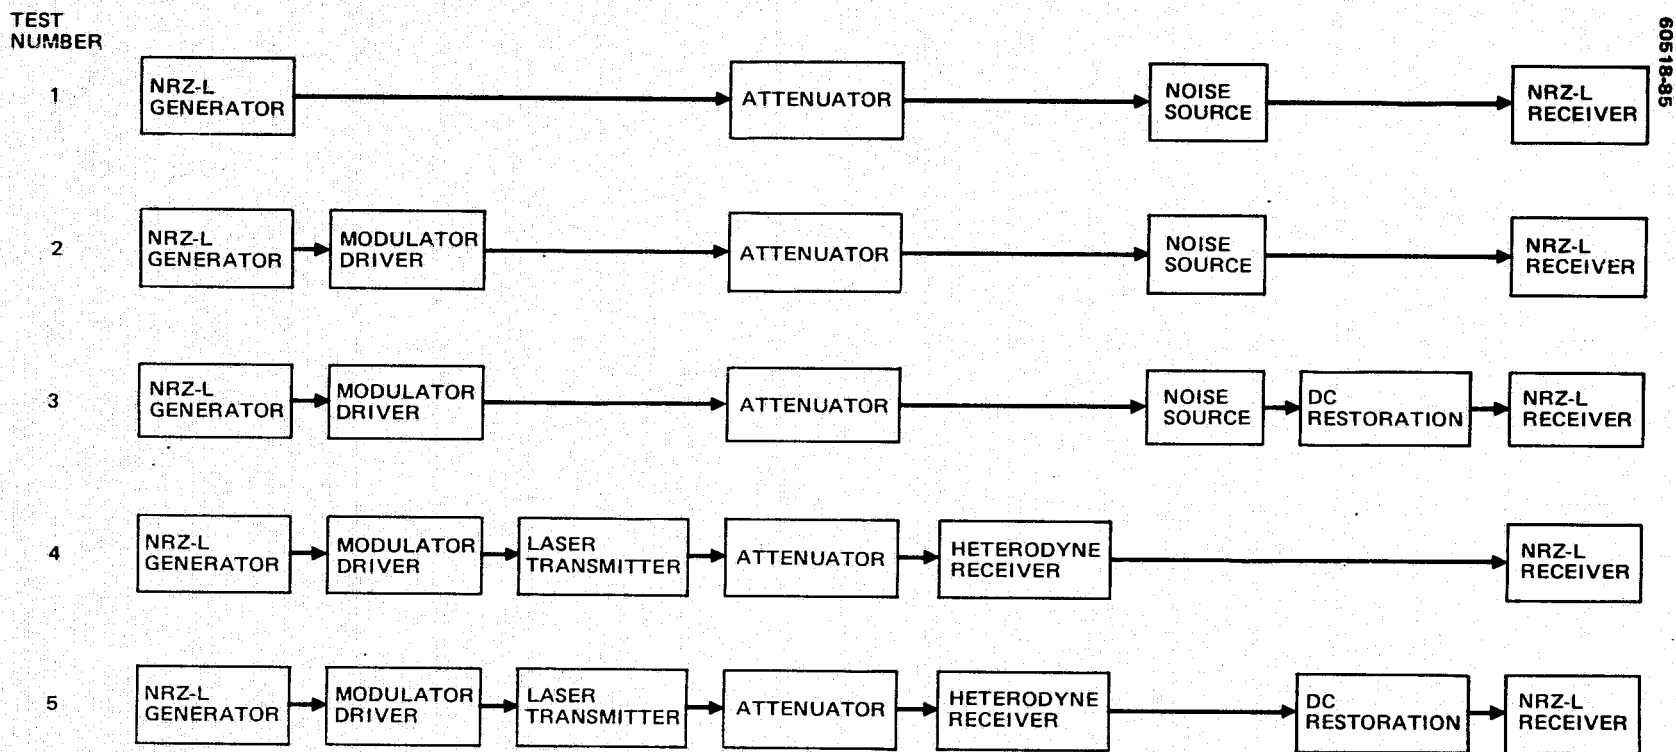 TEST
NUMBER
60518-85
1
NRZ-L
GENERATOR
ATTENUATOR
NOISE
SOURCE
NRZ-L
RECEIVER
2
NRZ-L
GENERATOR
MODULATOR
DRIVER
ATTENUATOR
NOISE
SOURCE
NRZ-L
RECEIVER
3
NRZ-L
GENERATOR
MODULATOR
DRIVER
ATTENUATOR
NOISE
SOURCE
DC
RESTORATION
NRZ-L
RECEIVER
4
NRZ-L
GENERATOR
MODULATOR
DRIVER
LASER
TRANSMITTER
ATTENUATOR
HETERODYNE
RECEIVER
NRZ-L
RECEIVER
5
NRZ-L
GENERATOR
MODULATOR
DRIVER
LASER
TRANSMITTER
ATTENUATOR
HETERODYNE
RECEIVER
DC
RESTORATION
NRZ-L
RECEIVER